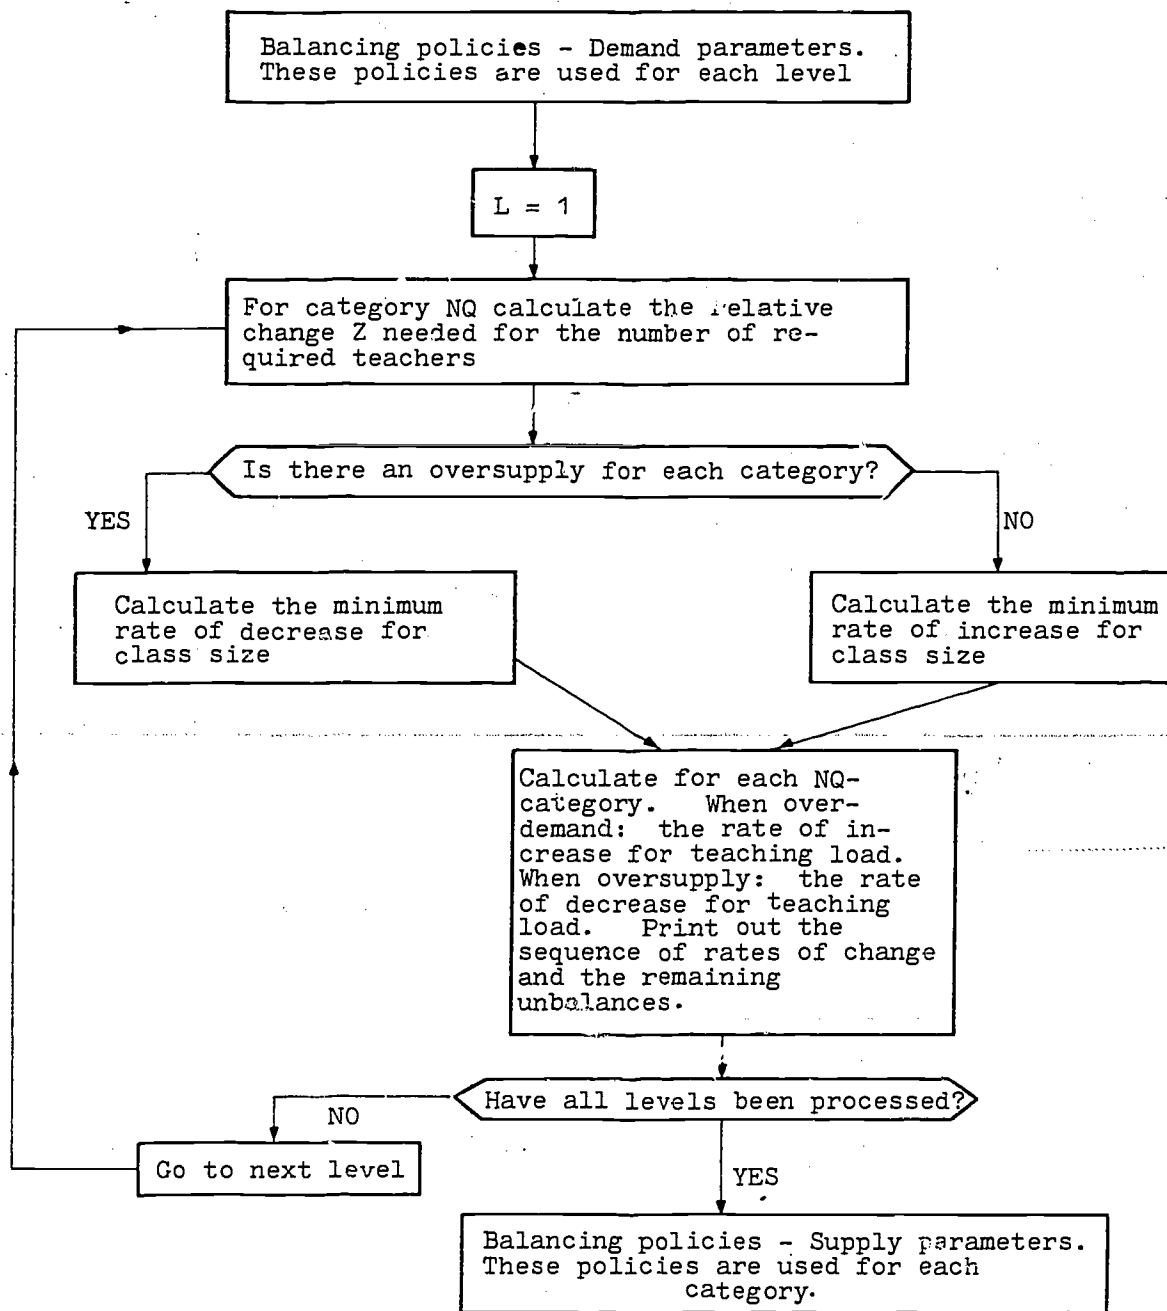 Balancing policies - Demand parameters.
These policies are used for each level
L = 1
For category NQ calculate the relative
change Z needed for the number of re-
quired teachers
Is there an oversupply for each category?
YES
NO
Calculate the minimum
rate of decrease for
class size
Calculate the minimum
rate of increase for
class size
Calculate for each NQ-
category. When over-
demand: the rate of in-
crease for teaching load.
When oversupply: the rate
of decrease for teaching
load. Print out the
sequence of rates of change
and the remaining
unbalances.
Have all levels been processed?
NO
Go to next level
YES
Balancing policies - Supply parameters.
These policies are used for each
category.